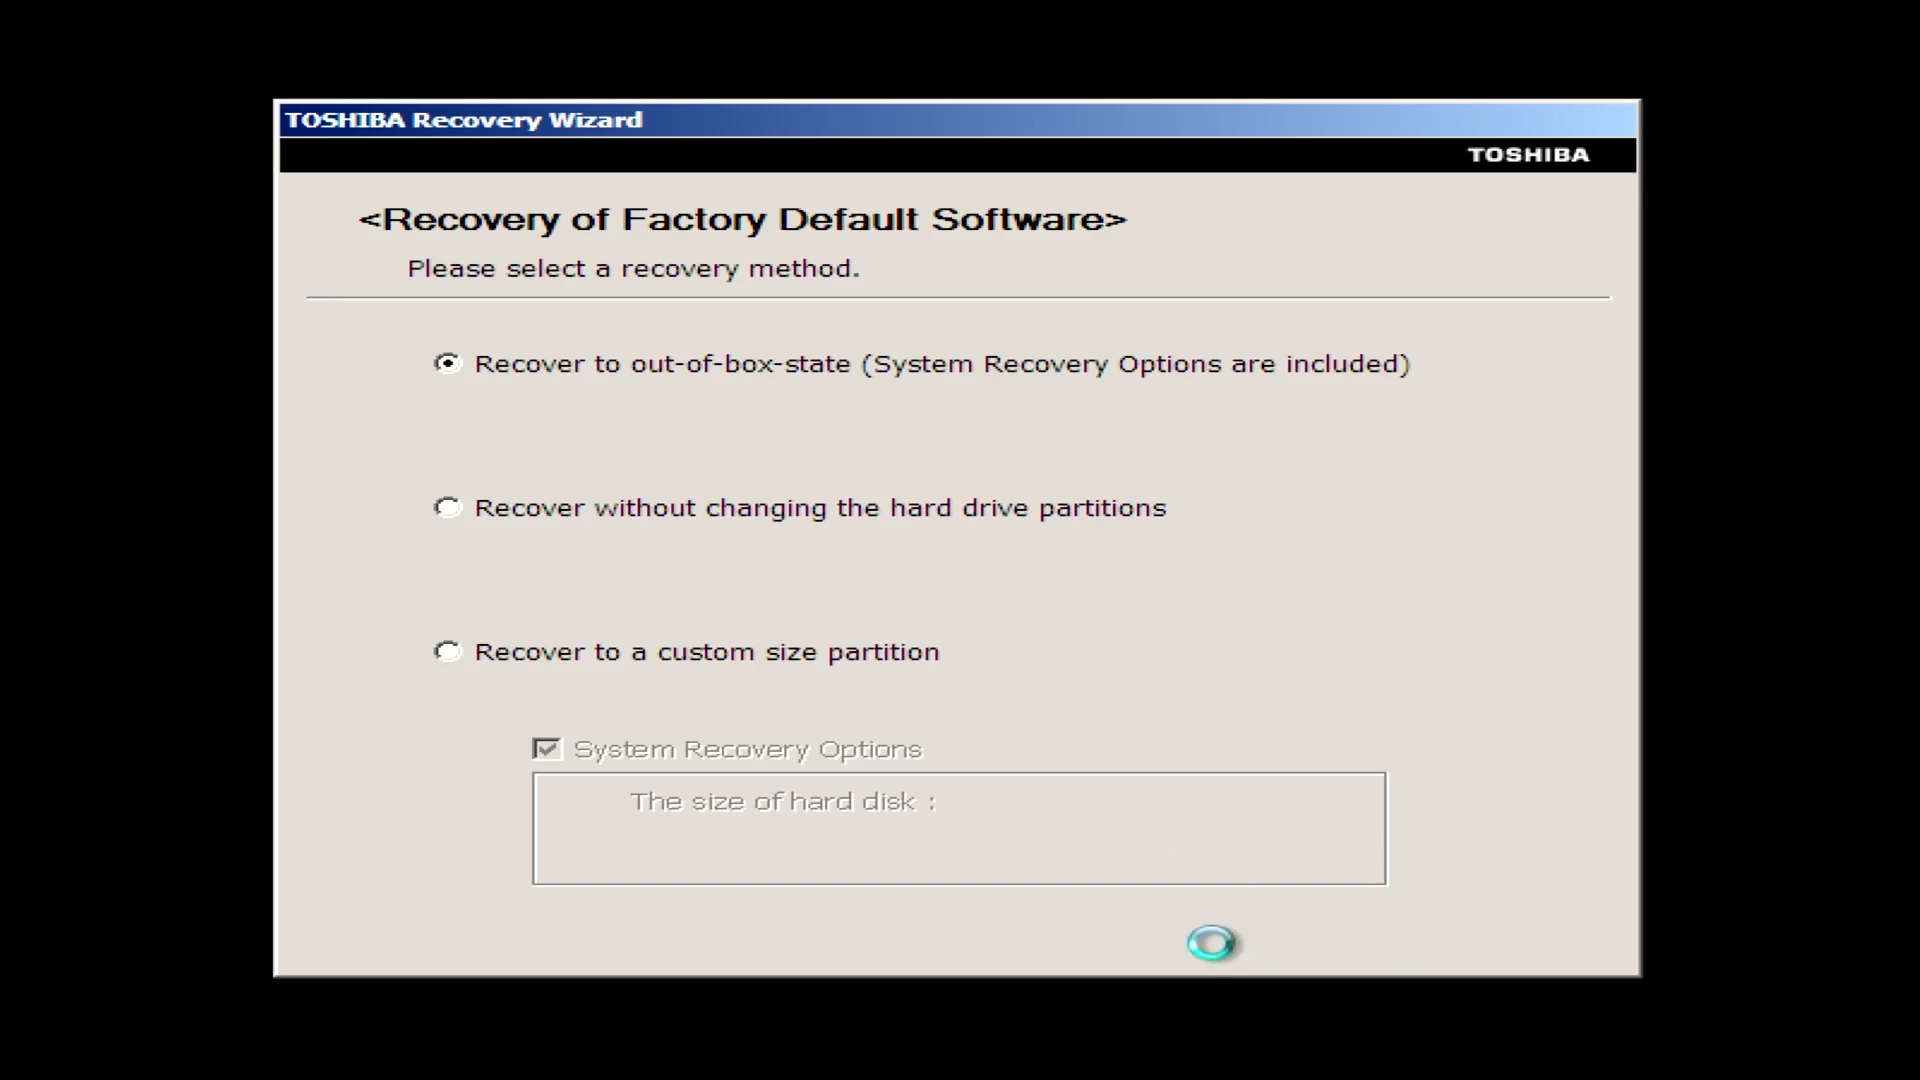 TOSHIBA Recovery Wizard
TOSHIBA
<Recovery of Factory Default Software>
Please select a recovery method.
Recover to out-of-box-state (System Recovery Options are included)
Recover without changing the hard drive partitions
Recover to a custom size partition
System Recovery Options
The size of hard disk :